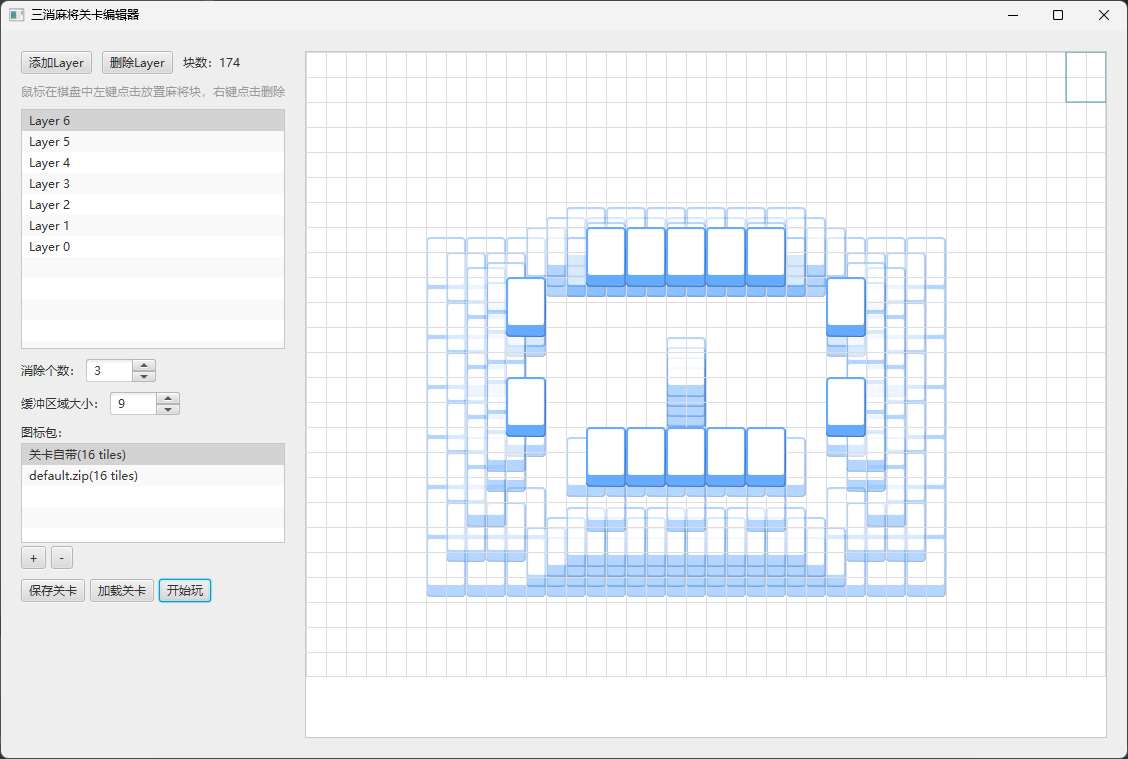 三消麻将关卡编辑器
添加Layer 删除Layer 块数：174
鼠标在棋盘中左键点击放置麻将块，右键点击删除
Layer 6
Layer 5
Layer 4
Layer 3
Layer 2
Layer 1
Layer 0
消除个数： 3
缓冲区域大小： 9
图标包：
关卡自带(16 tiles)
default.zip(16 tiles)
+ -
保存关卡 加载关卡 开始玩